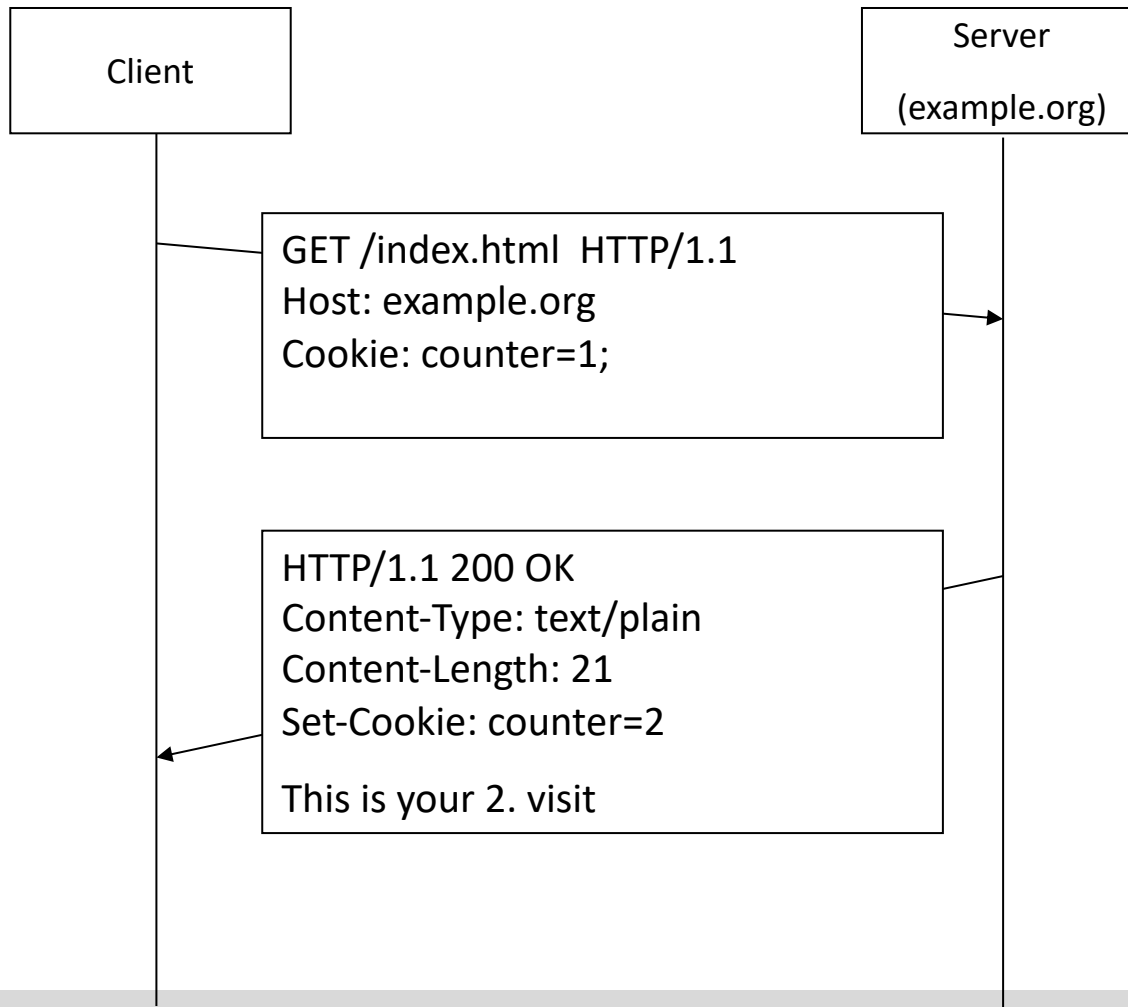 Client
Server
(example.org)
GET /index.html  HTTP/1.1
Host: example.org
Cookie: counter=1;
HTTP/1.1 200 OK
Content-Type: text/plain
Content-Length: 21
Set-Cookie: counter=2
This is your 2. visit